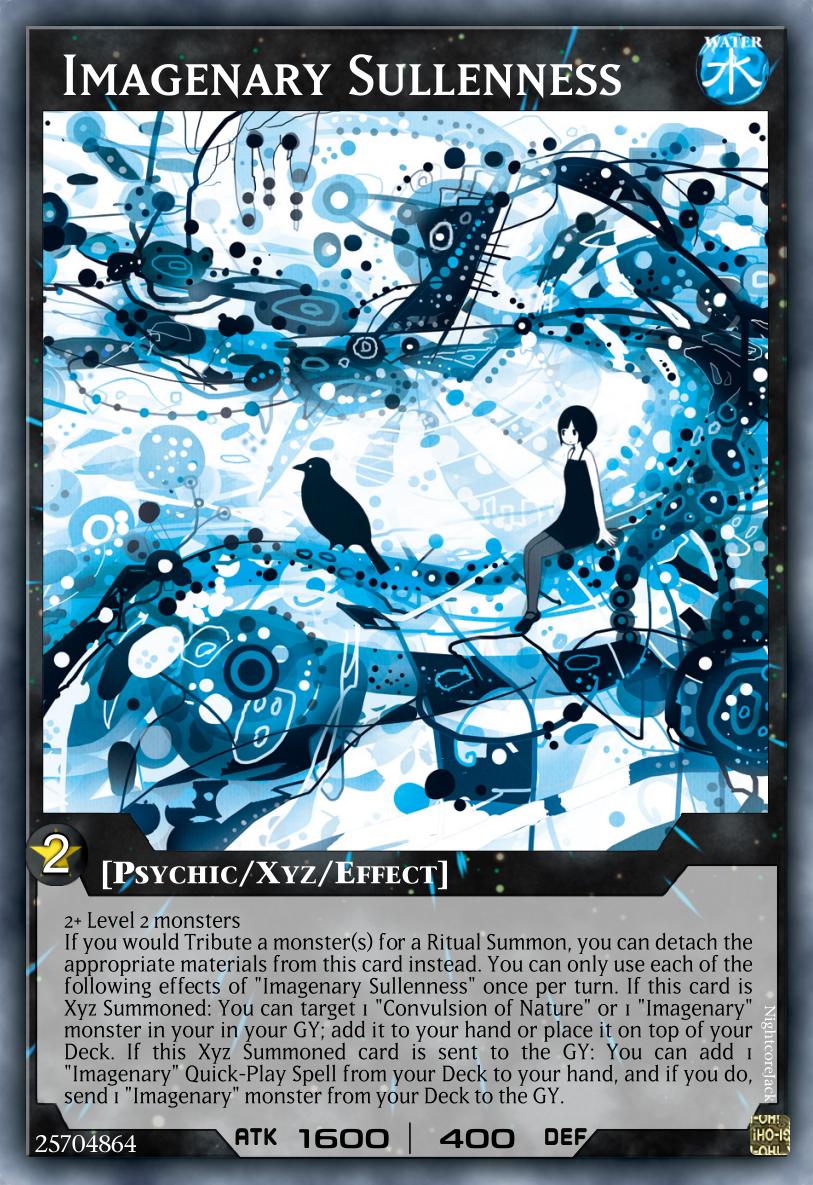 IMAGENARY SULLENNESS
WATER
水
2
[PSYCHIC/XYZ/EFFECT]
2+ Level 2 monsters
If you would Tribute a monster(s) for a Ritual Summon, you can detach the
appropriate materials from this card instead. You can only use each of the
following effects of "Imagenary Sullenness" once per turn. If this card is
Xyz Summoned: You can target 1 "Convulsion of Nature" or 1 "Imagenary"
monster in your in your GY; add it to your hand or place it on top of your
Deck. If this Xyz Summoned card is sent to the GY: You can add 1
"Imagenary" Quick-Play Spell from your Deck to your hand, and if you do,
send 1 "Imagenary" monster from your Deck to the GY.
NightcoreJack
25704864
ATK 1600 | 400 DEF